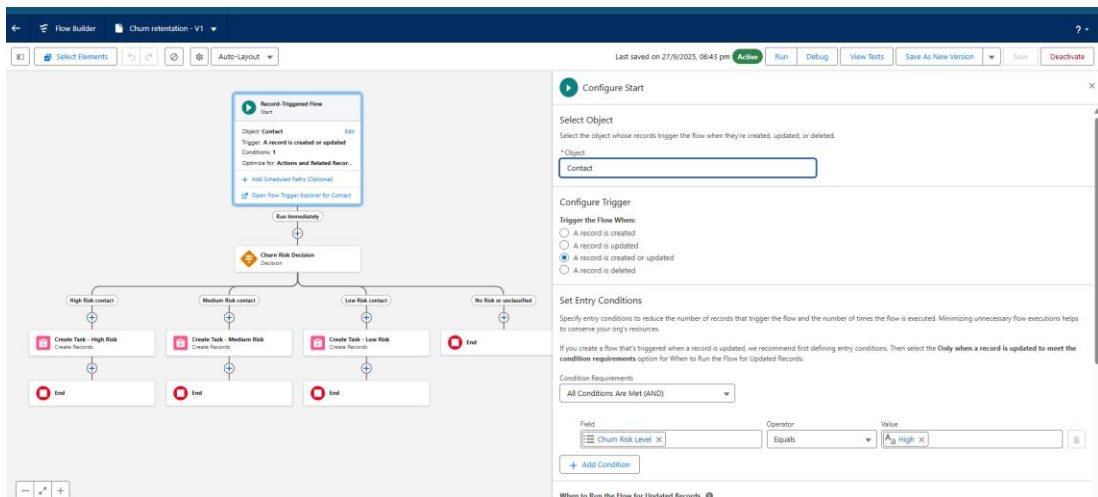 Flow Builder
Churn retentation - V1
?
Select Elements
Auto-Layout
Last saved on 27/9/2025, 06:43 pm
Active
Run
Debug
View Tests
Save As New Version
Save
Deactivate
Record-Triggered Flow
Start
Object: Contact
Edit
Trigger: A record is created or updated
Conditions: 1
Optimize for: Actions and Related Recor...
+ Add Scheduled Paths (Optional)
Open Flow Trigger Explorer for Contact
Run Immediately
Churn Risk Decision
Decision
High Risk contact
Medium Risk contact
Low Risk contact
No Risk or unclassified
Create Task - High Risk
Create Records
Create Task - Medium Risk
Create Records
Create Task - Low Risk
Create Records
End
End
End
End
Configure Start
Select Object
Select the object whose records trigger the flow when they're created, updated, or deleted.
*Object
Contact
Configure Trigger
Trigger the Flow When:
A record is created
A record is updated
A record is created or updated
A record is deleted
Set Entry Conditions
Specify entry conditions to reduce the number of records that trigger the flow and the number of times the flow is executed. Minimizing unnecessary flow executions helps
to conserve your org's resources.
If you create a flow that's triggered when a record is updated, we recommend first defining entry conditions. Then select the Only when a record is updated to meet the
condition requirements option for When to Run the Flow for Updated Records.
Condition Requirements
All Conditions Are Met (AND)
Field
Operator
Value
Churn Risk Level
Equals
High
+ Add Condition
When to Run the Flow for Updated Records